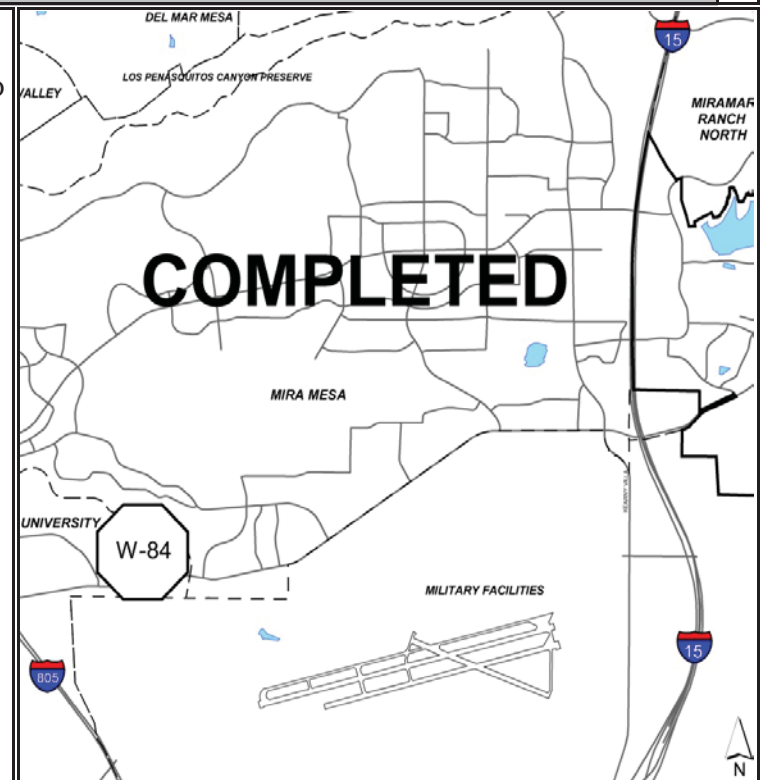 DEL MAR MESA
15
LOS PENASQUITOS CANYON PRESERVE
VALLEY
MIRAMAR
RANCH
NORTH
COMPLETED
MIRA MESA
KEARNY VILLA
UNIVERSITY
W-84
MILITARY FACILITIES
15
805
N